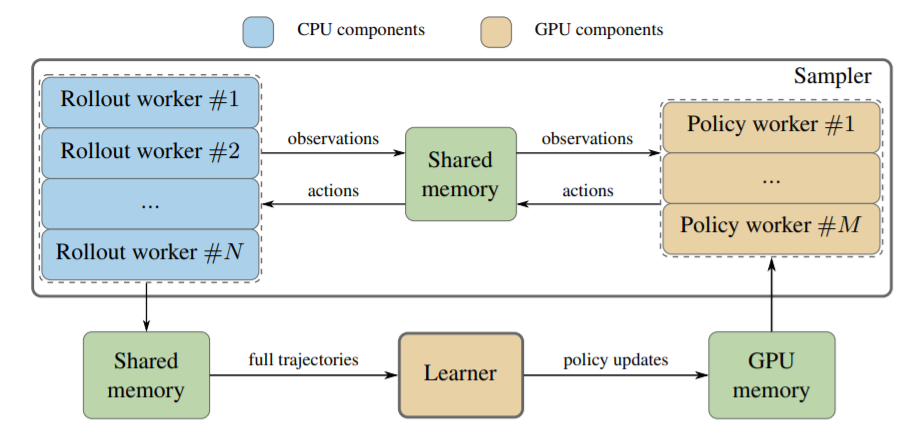 CPU components
GPU components
Sampler
Rollout worker #1
Rollout worker #2
...
Rollout worker #N
observations
actions
Shared
memory
observations
actions
Policy worker #1
...
Policy worker #M
Shared
memory
full trajectories
Learner
policy updates
GPU
memory